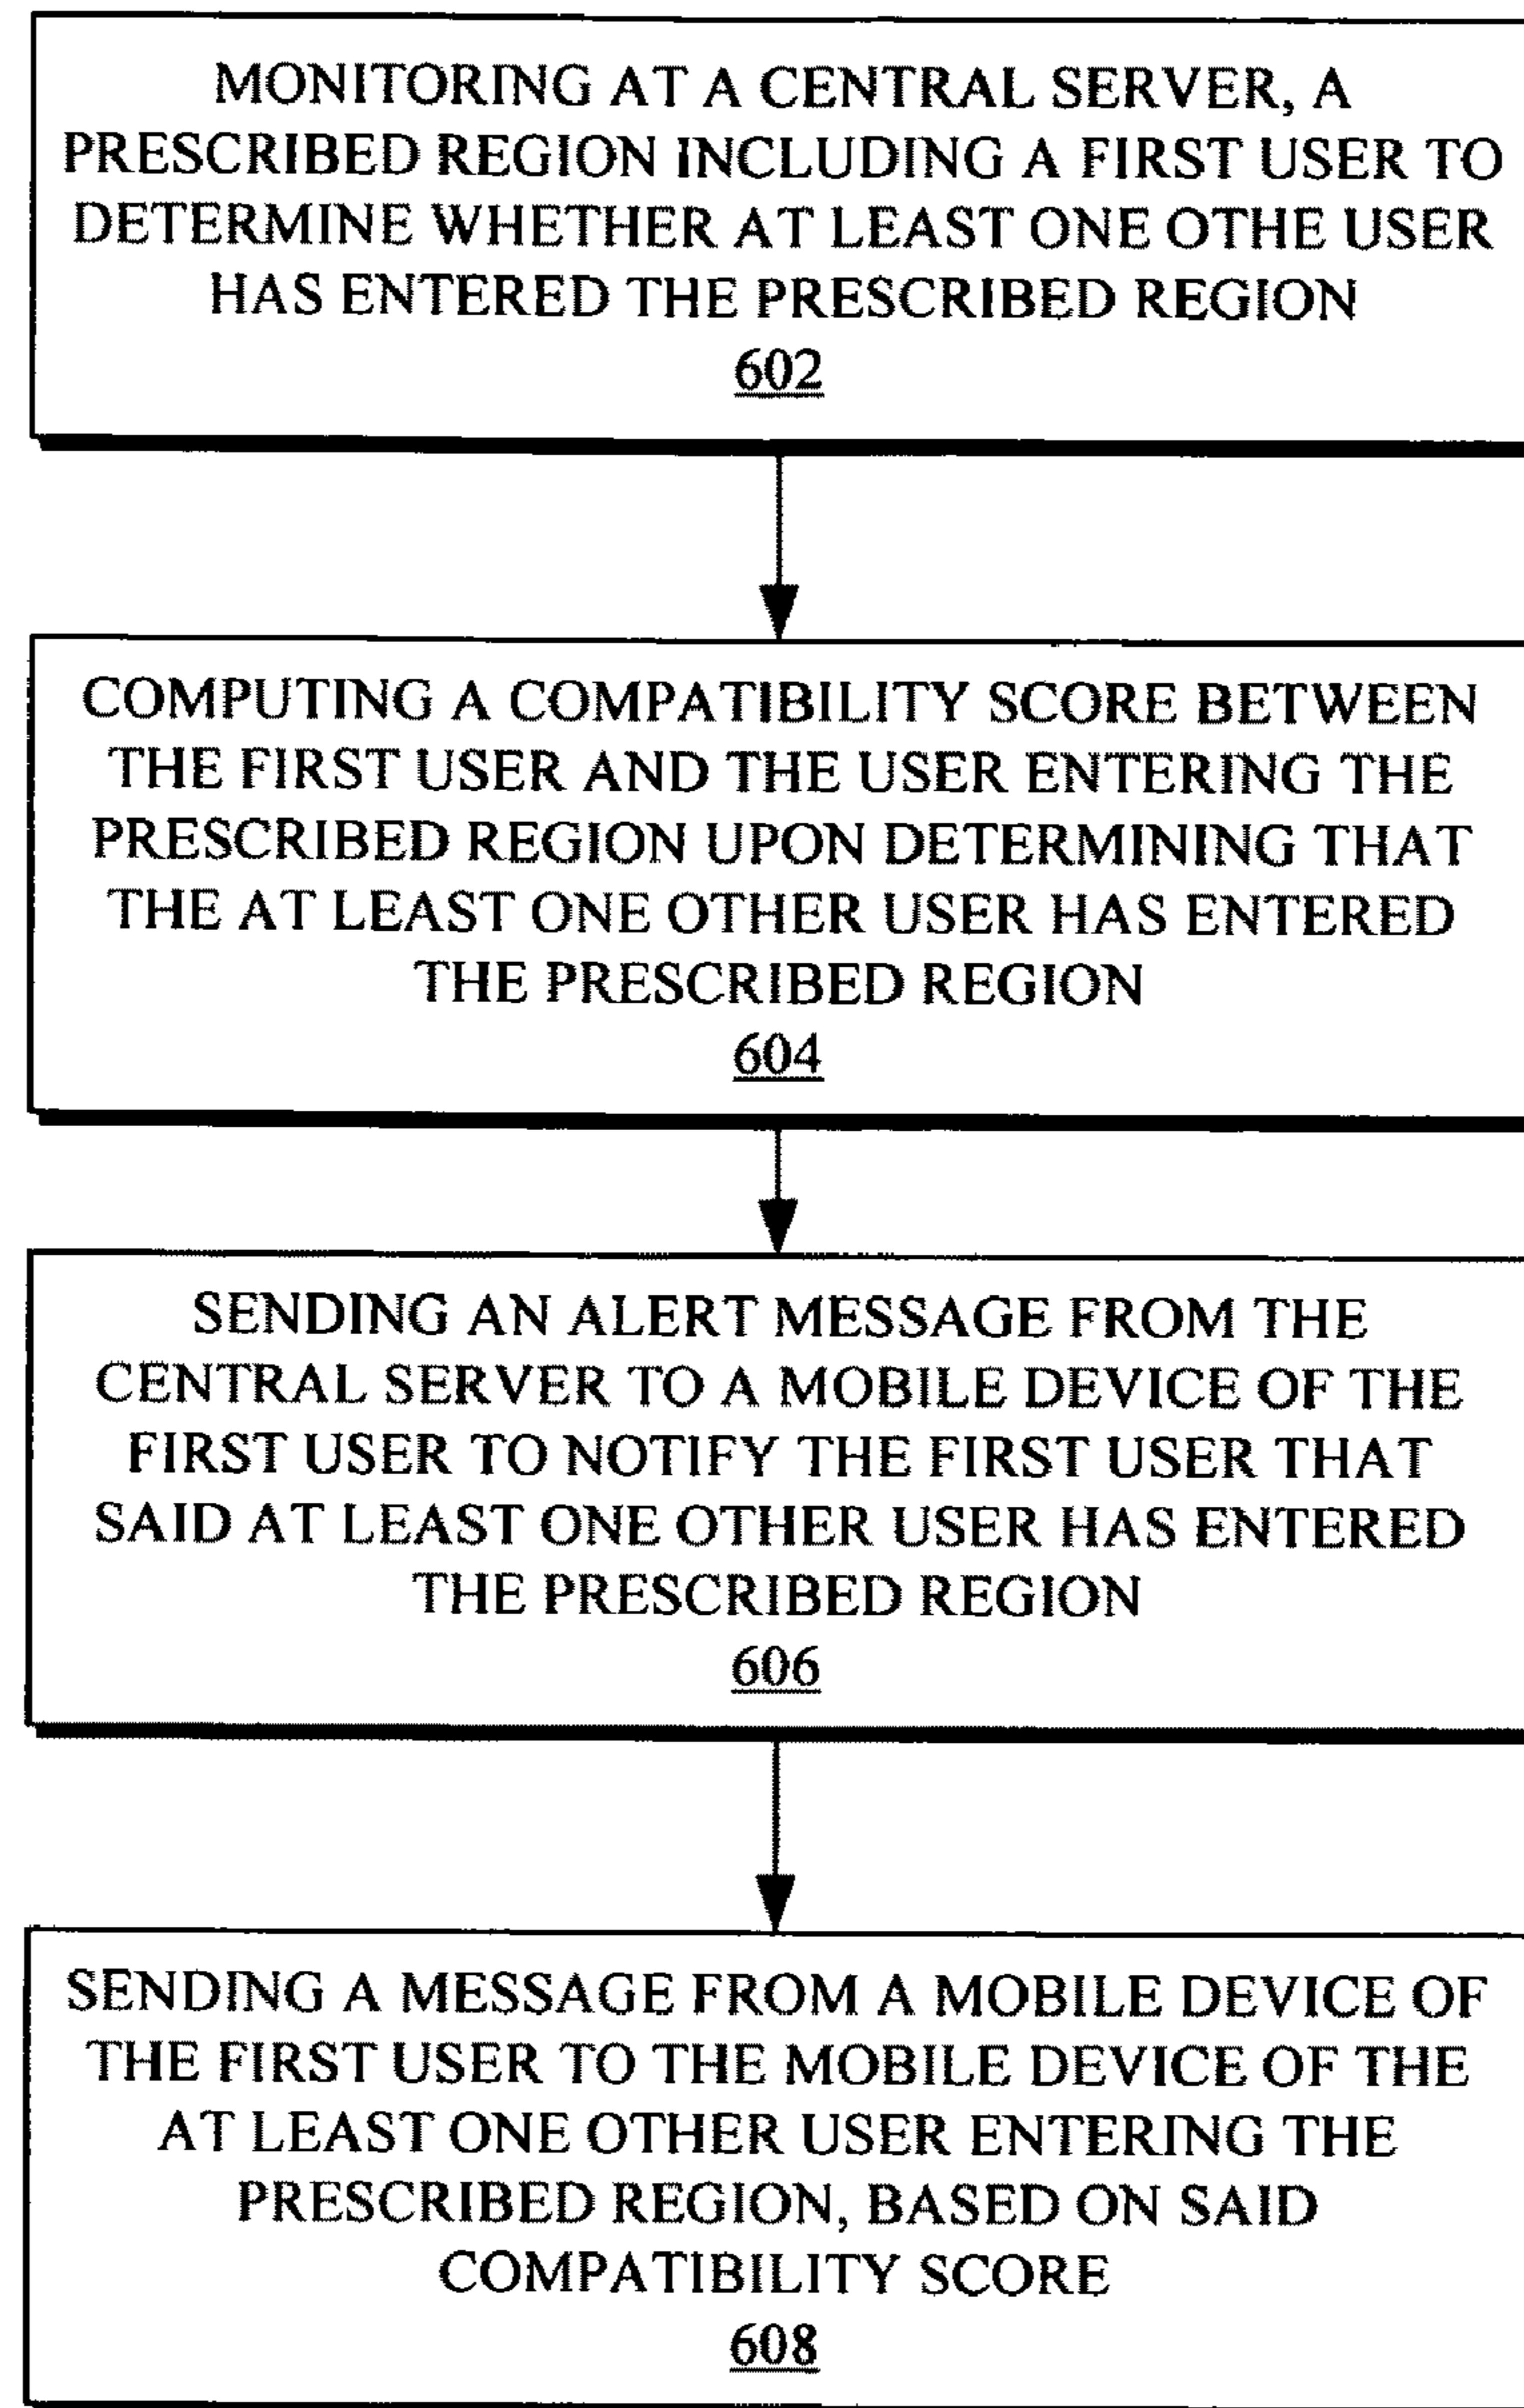 MONITORING AT A CENTRAL SERVER, A
PRESCRIBED REGION INCLUDING A FIRST USER TO
DETERMINE WHETHER AT LEAST ONE OTHE USER
HAS ENTERED THE PRESCRIBED REGION
602
COMPUTING A COMPATIBILITY SCORE BETWEEN
THE FIRST USER AND THE USER ENTERING THE
PRESCRIBED REGION UPON DETERMINING THAT
THE AT LEAST ONE OTHER USER HAS ENTERED
THE PRESCRIBED REGION
604
SENDING AN ALERT MESSAGE FROM THE
CENTRAL SERVER TO A MOBILE DEVICE OF THE
FIRST USER TO NOTIFY THE FIRST USER THAT
SAID AT LEAST ONE OTHER USER HAS ENTERED
THE PRESCRIBED REGION
606
SENDING A MESSAGE FROM A MOBILE DEVICE OF
THE FIRST USER TO THE MOBILE DEVICE OF THE
AT LEAST ONE OTHER USER ENTERING THE
PRESCRIBED REGION, BASED ON SAID
COMPATIBILITY SCORE
608